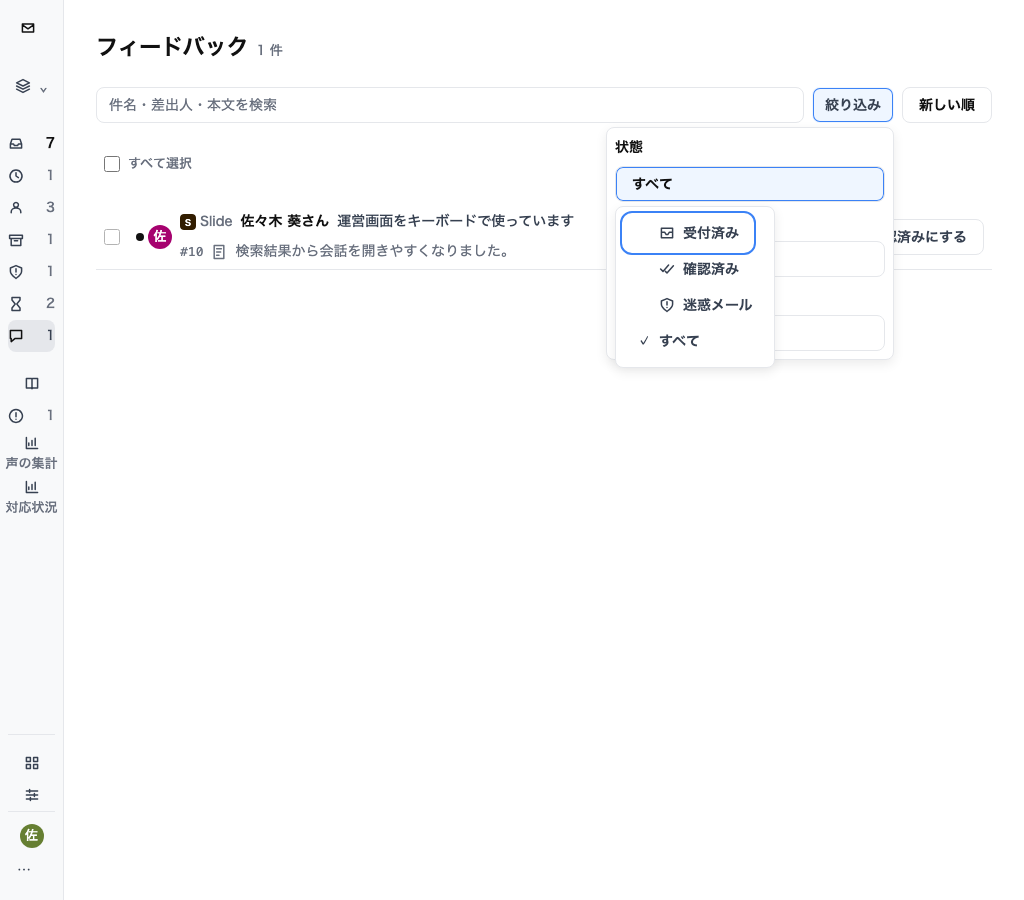 フィードバック 1 件
件名・差出人・本文を検索
絞り込み
新しい順
7
1
3
1
1
2
1
1
声の集計
対応状況
佐
…
すべて選択
佐
S Slide 佐々木 葵さん 運営画面をキーボードで使っています
#10 検索結果から会話を開きやすくなりました。
済みにする
状態
すべて
受付済み
確認済み
迷惑メール
✓ すべて